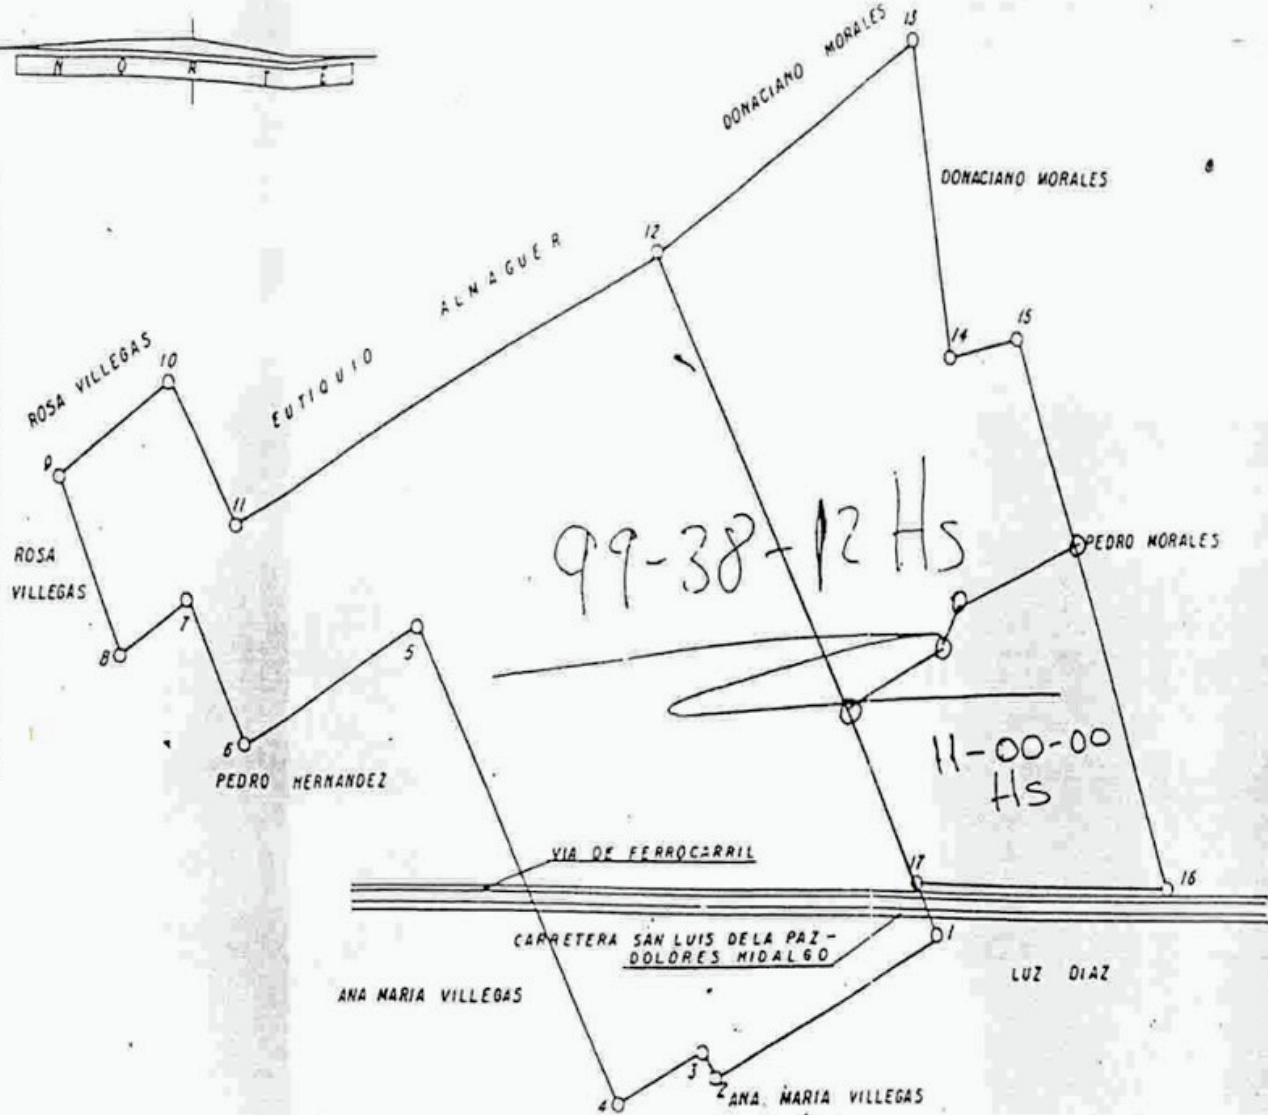 NORTE
13
DONACIANO MORALES
DONACIANO MORALES
12
EUTIQUIO ALMAGUER
14
15
ROSA VILLEGAS
10
9
11
ROSA
VILLEGAS
99-38-12 Hs
PEDRO MORALES
7
8
5
6
PEDRO HERNANDEZ
11-00-00
Hs
VIA DE FERROCARRIL
17
16
CARRETERA SAN LUIS DE LA PAZ -
DOLORES HIDALGO
1
LUZ DIAZ
ANA MARIA VILLEGAS
3
2
ANA MARIA VILLEGAS
4